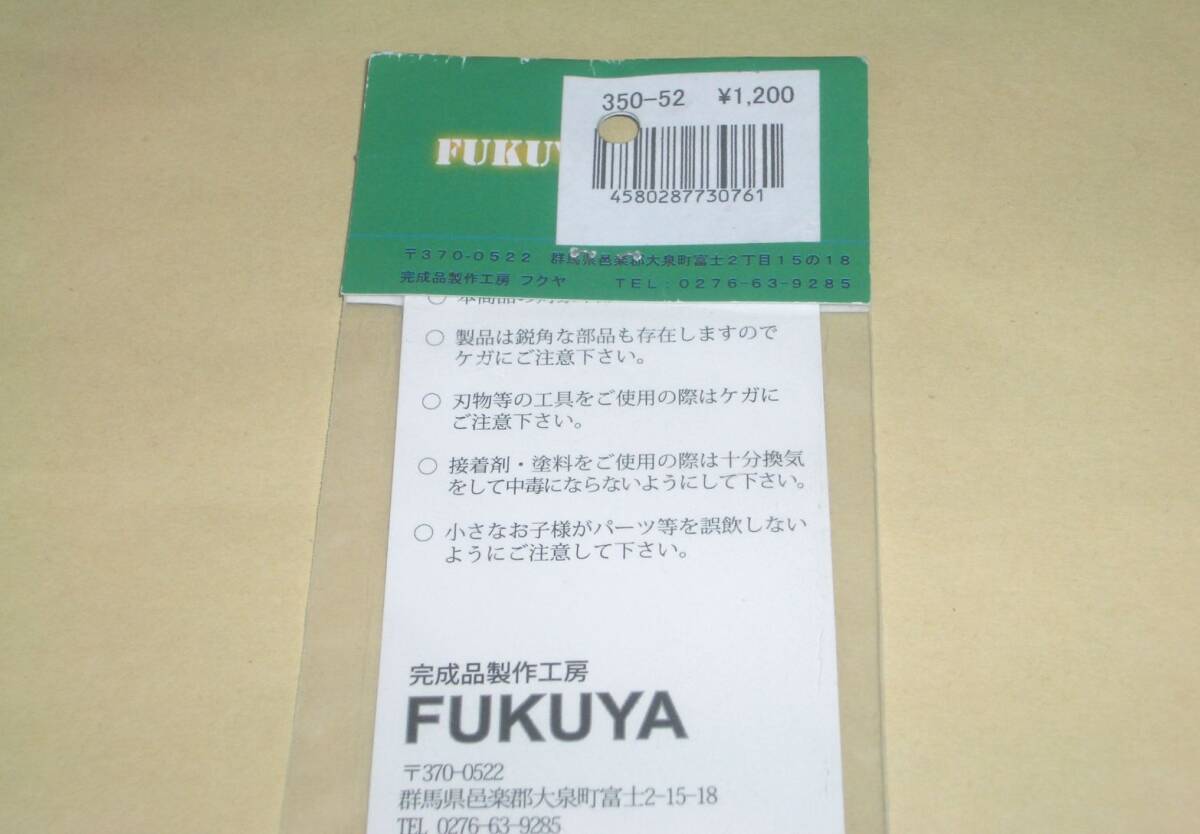 350-52 ¥1,200
FUKUY
4580287730761
〒370-0522 群馬県邑楽郡大泉町富士2丁目15の18
完成品製作工房 フクヤ TEL:0276-63-9285
○ 本商品の
○ 製品は鋭角な部品も存在しますので
ケガにご注意下さい。
○ 刃物等の工具をご使用の際はケガに
ご注意下さい。
○ 接着剤・塗料をご使用の際は十分換気
をして中毒にならないようにして下さい。
○ 小さなお子様がパーツ等を誤飲しない
ようにご注意して下さい。
完成品製作工房
FUKUYA
〒370-0522
群馬県邑楽郡大泉町富士2-15-18
TEL 0276-63-9285